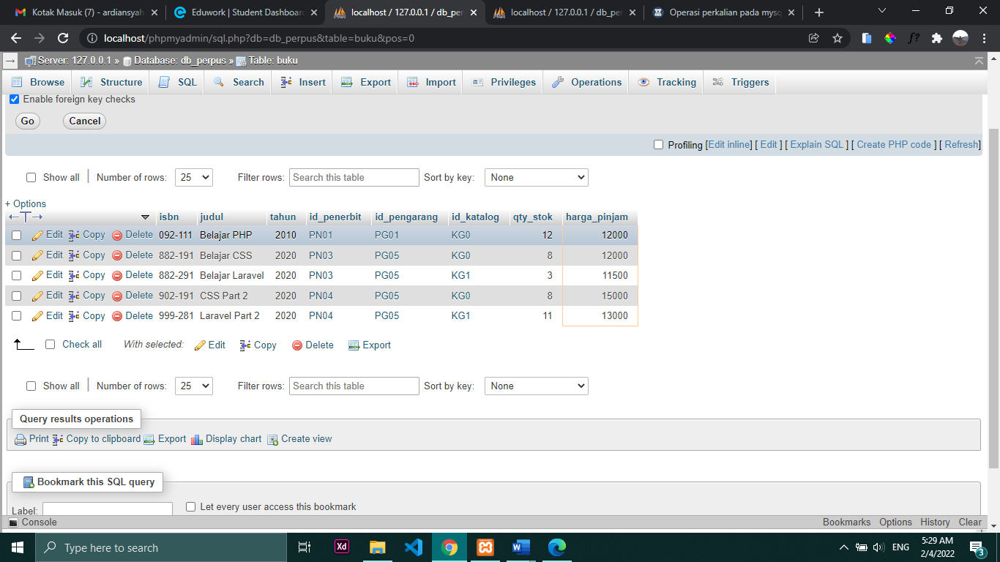 Kotak Masuk (7) - ardiansyah
Eduwork | Student Dashboard
localhost / 127.0.0.1 / db_per
localhost / 127.0.0.1 / db_per
Operasi perkalian pada mysq
localhost/phpmyadmin/sql.php?db=db_perpus&table=buku&pos=0
Server: 127.0.0.1 » Database: db_perpus » Table: buku
Browse Structure SQL Search Insert Export Import Privileges Operations Tracking Triggers
Enable foreign key checks
Go Cancel
Profiling [Edit inline] [ Edit ] [ Explain SQL ] [ Create PHP code ] [ Refresh]
Show all | Number of rows: 25 Filter rows: Search this table Sort by key: None
+ Options
←T→ isbn judul tahun id_penerbit id_pengarang id_katalog qty_stok harga_pinjam
Edit Copy Delete 092-111 Belajar PHP 2010 PN01 PG01 KG0 12 12000
Edit Copy Delete 882-191 Belajar CSS 2020 PN03 PG05 KG0 8 12000
Edit Copy Delete 882-291 Belajar Laravel 2020 PN03 PG05 KG1 3 11500
Edit Copy Delete 902-191 CSS Part 2 2020 PN04 PG05 KG0 8 15000
Edit Copy Delete 999-281 Laravel Part 2 2020 PN04 PG05 KG1 11 13000
Check all With selected: Edit Copy Delete Export
Show all | Number of rows: 25 Filter rows: Search this table Sort by key: None
Query results operations
Print Copy to clipboard Export Display chart Create view
Bookmark this SQL query
Label: Let every user access this bookmark
Console Bookmarks Options History Clear
Type here to search
Xd
ENG
5:29 AM
2/4/2022
3